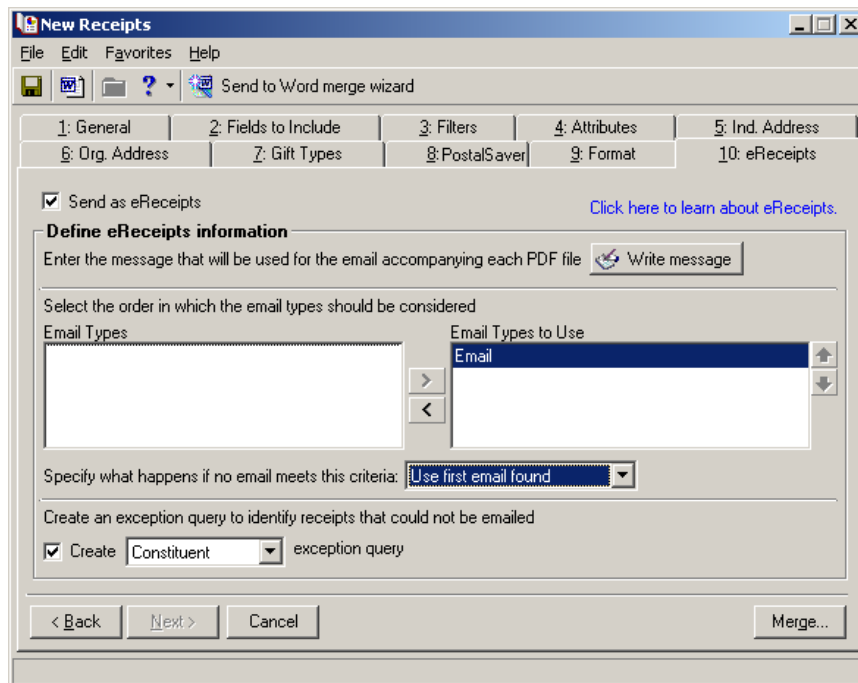 New Receipts
File Edit Favorites Help
Send to Word merge wizard
1: General 2: Fields to Include 3: Filters 4: Attributes 5: Ind. Address
6: Org. Address 7: Gift Types 8: PostalSaver 9: Format 10: eReceipts
Send as eReceipts
Click here to learn about eReceipts.
Define eReceipts information
Enter the message that will be used for the email accompanying each PDF file Write message
Select the order in which the email types should be considered
Email Types Email Types to Use
Email
>
<
Specify what happens if no email meets this criteria: Use first email found
Create an exception query to identify receipts that could not be emailed
Create Constituent exception query
< Back Next > Cancel Merge...